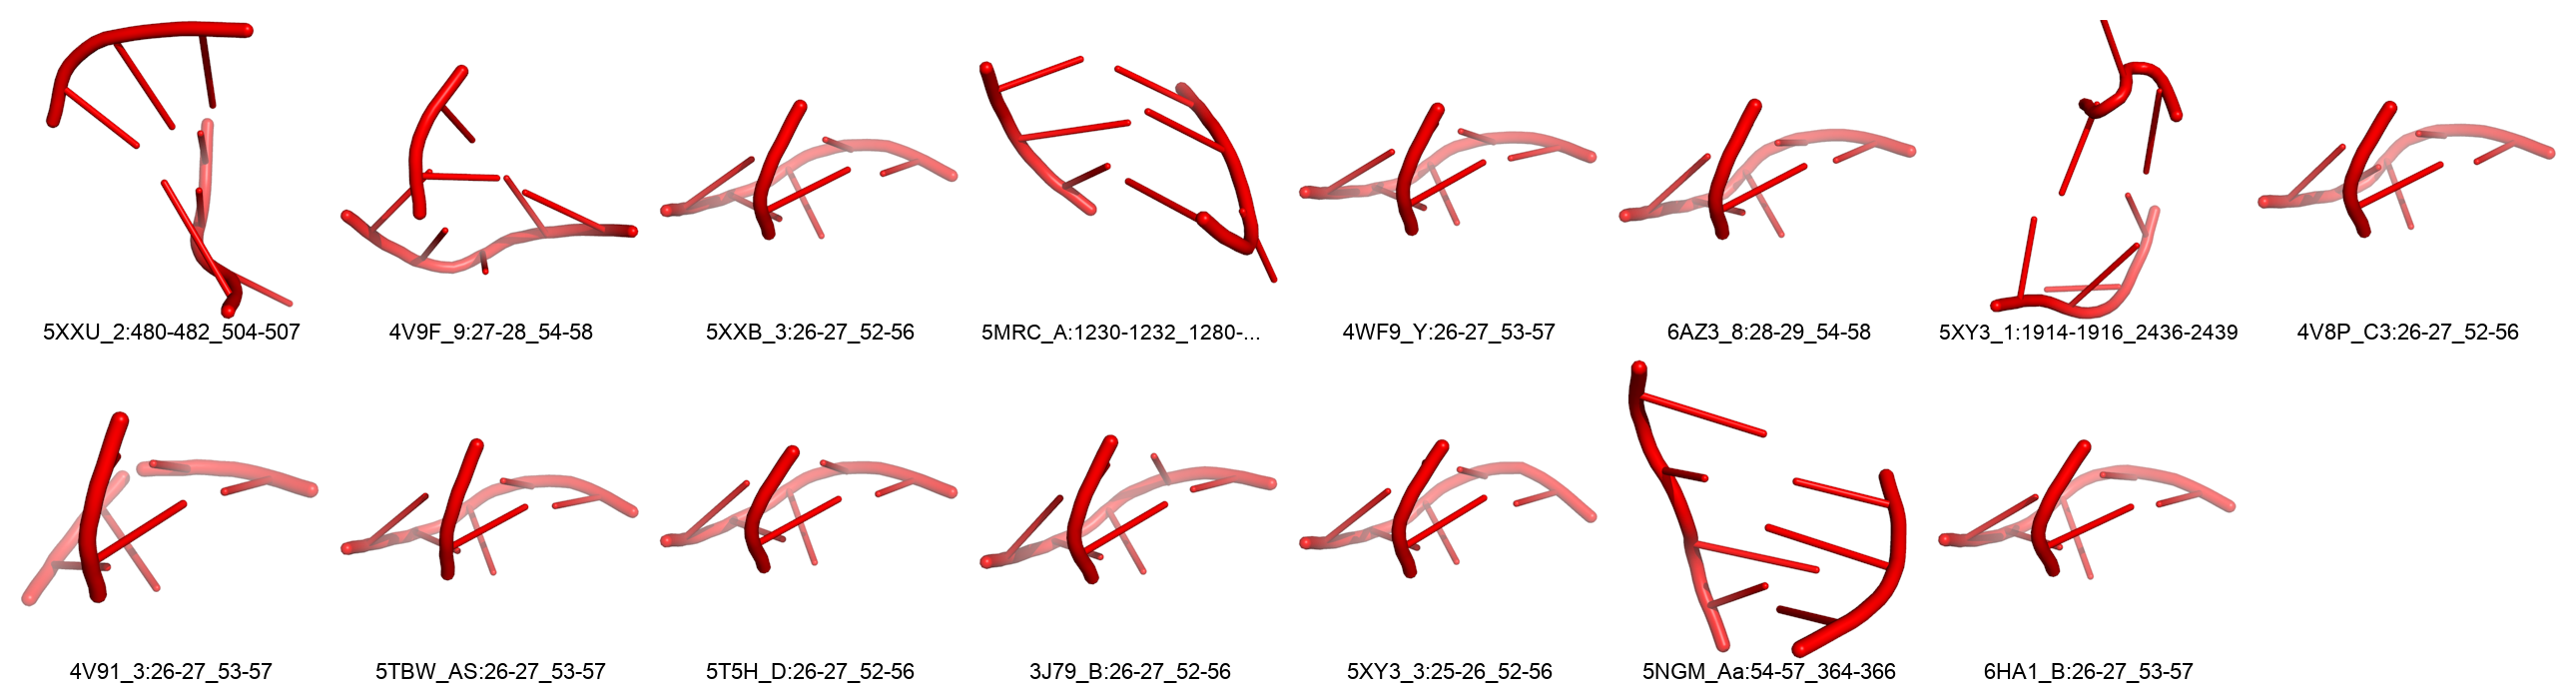 5XXU_2:480-482_504-507
4V9F_9:27-28_54-58
5XXB_3:26-27_52-56
5MRC_A:1230-1232_1280-...
4WF9_Y:26-27_53-57
6AZ3_8:28-29_54-58
5XY3_1:1914-1916_2436-2439
4V8P_C3:26-27_52-56
4V91_3:26-27_53-57
5TBW_AS:26-27_53-57
5T5H_D:26-27_52-56
3J79_B:26-27_52-56
5XY3_3:25-26_52-56
5NGM_Aa:54-57_364-366
6HA1_B:26-27_53-57